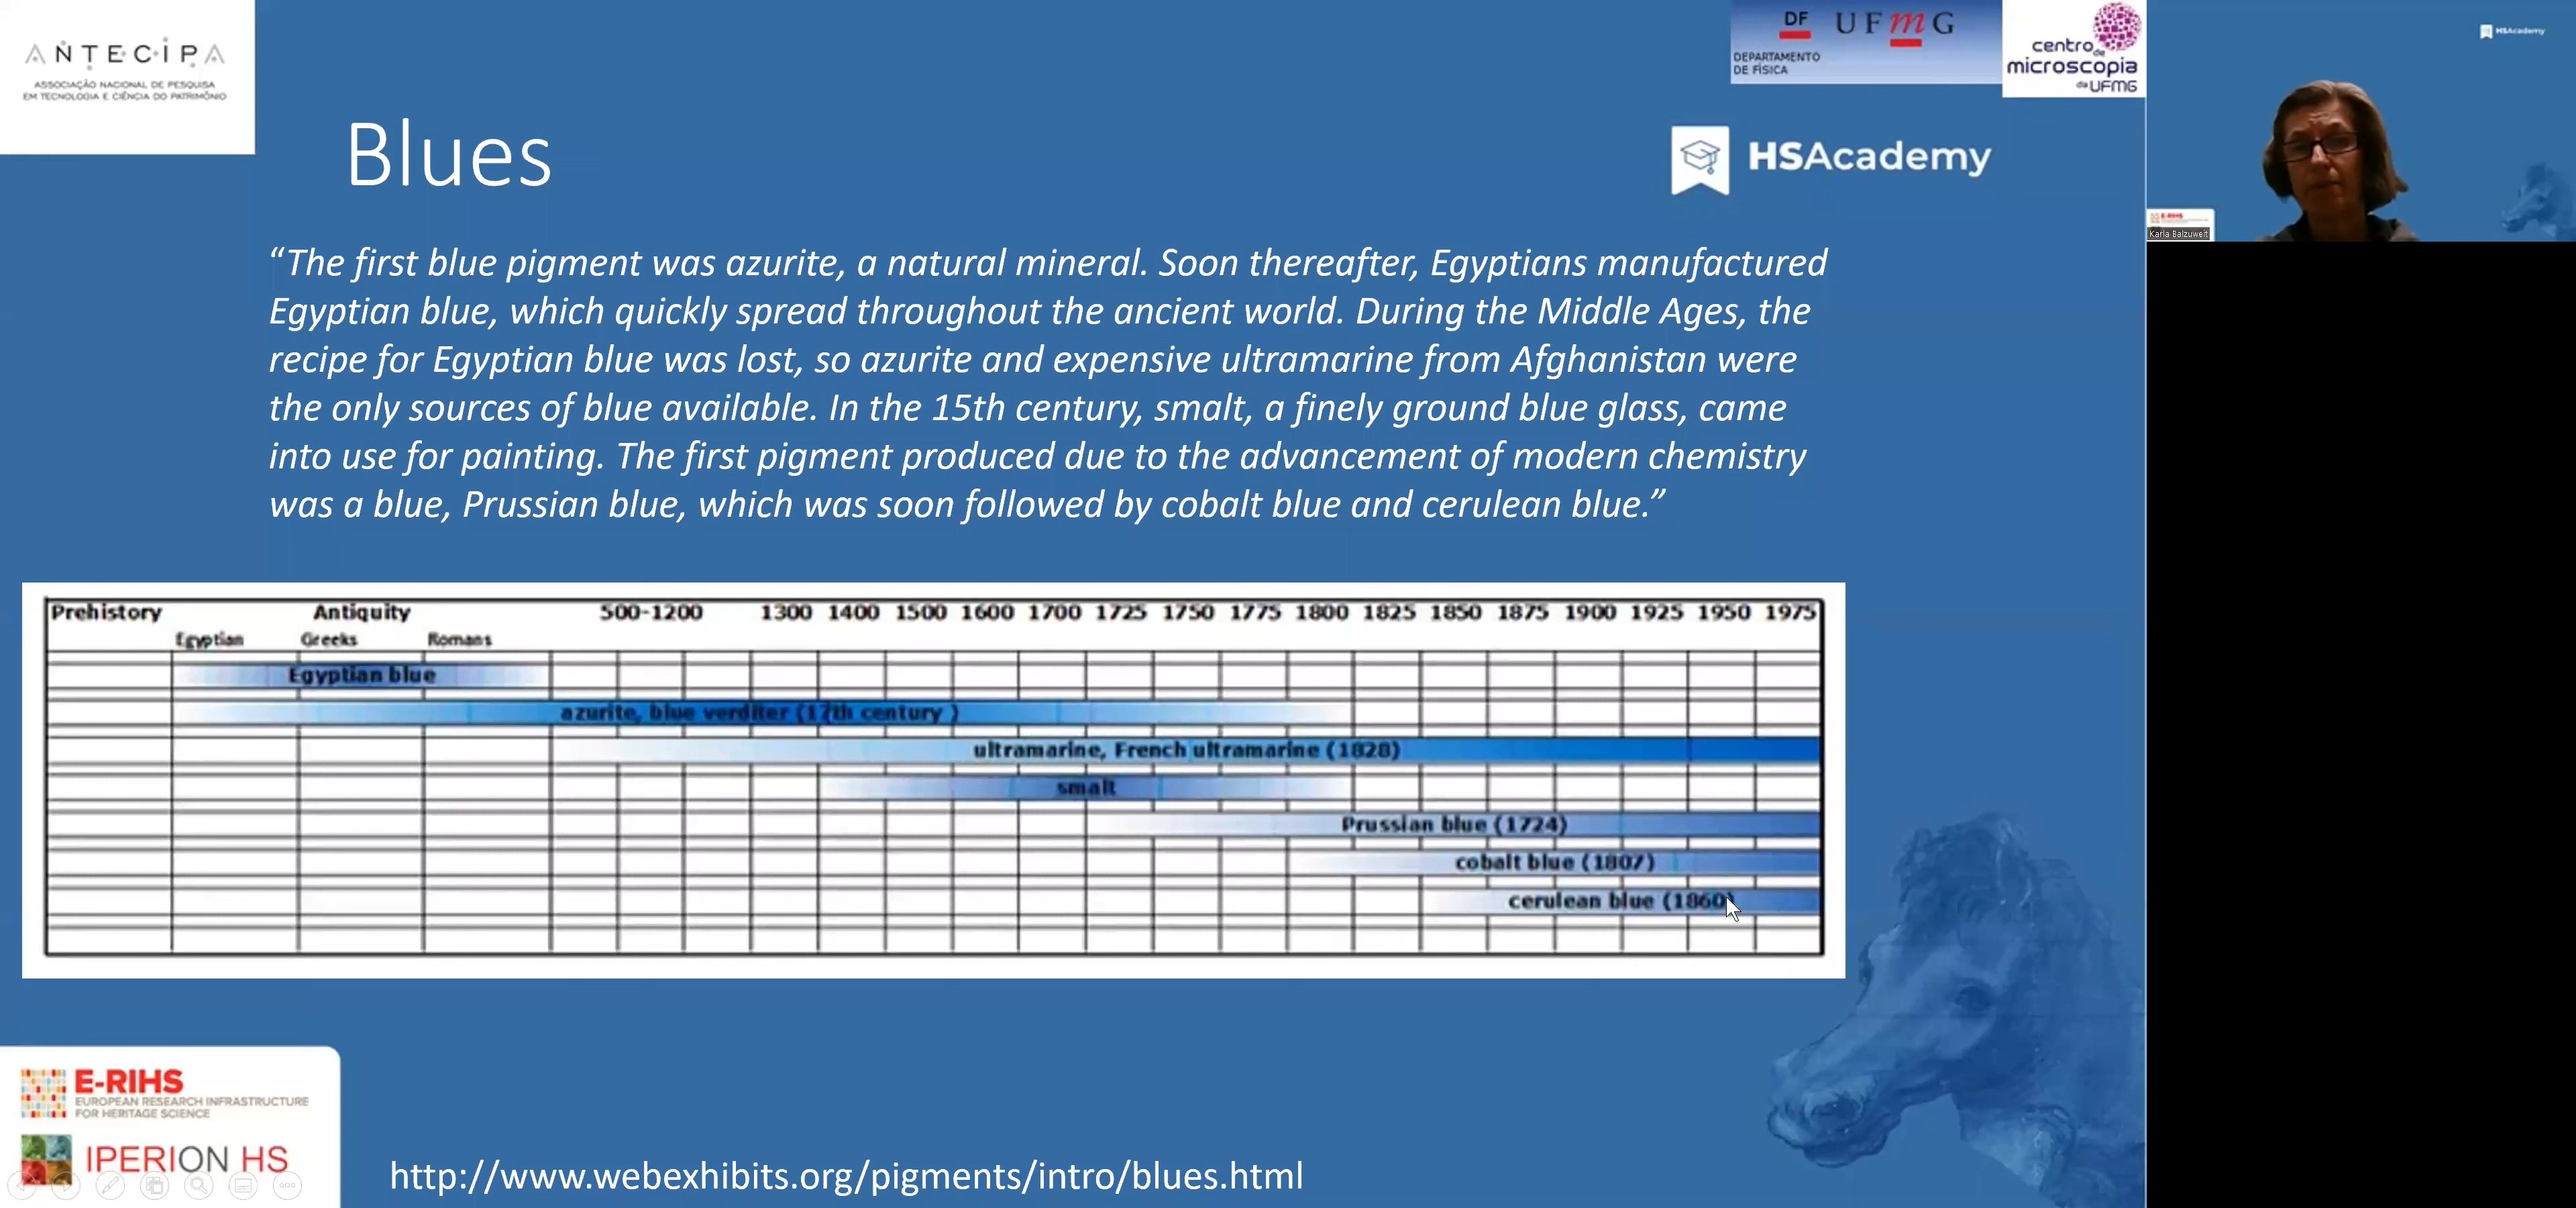 ANTECIPA
ASSOCIAÇÃO NACIONAL DE PESQUISA
EM TECNOLOGIA E CIÊNCIA DO PATRIMÔNIO
DF UFmG
DEPARTAMENTO
DE FÍSICA
centro de
microscopia
da UFMG
HSAcademy
Blues
HSAcademy
E-RIHS
Karla Balzuweit
“The first blue pigment was azurite, a natural mineral. Soon thereafter, Egyptians manufactured
Egyptian blue, which quickly spread throughout the ancient world. During the Middle Ages, the
recipe for Egyptian blue was lost, so azurite and expensive ultramarine from Afghanistan were
the only sources of blue available. In the 15th century, smalt, a finely ground blue glass, came
into use for painting. The first pigment produced due to the advancement of modern chemistry
was a blue, Prussian blue, which was soon followed by cobalt blue and cerulean blue.”
Prehistory Antiquity 500-1200 1300 1400 1500 1600 1700 1725 1750 1775 1800 1825 1850 1875 1900 1925 1950 1975
Egyptian Greeks Romans
Egyptian blue
azurite, blue verditer (17th century )
ultramarine, French ultramarine (1828)
smalt
Prussian blue (1724)
cobalt blue (1807)
cerulean blue (1860)
E-RIHS
EUROPEAN RESEARCH INFRASTRUCTURE
FOR HERITAGE SCIENCE
IPERION HS
http://www.webexhibits.org/pigments/intro/blues.html